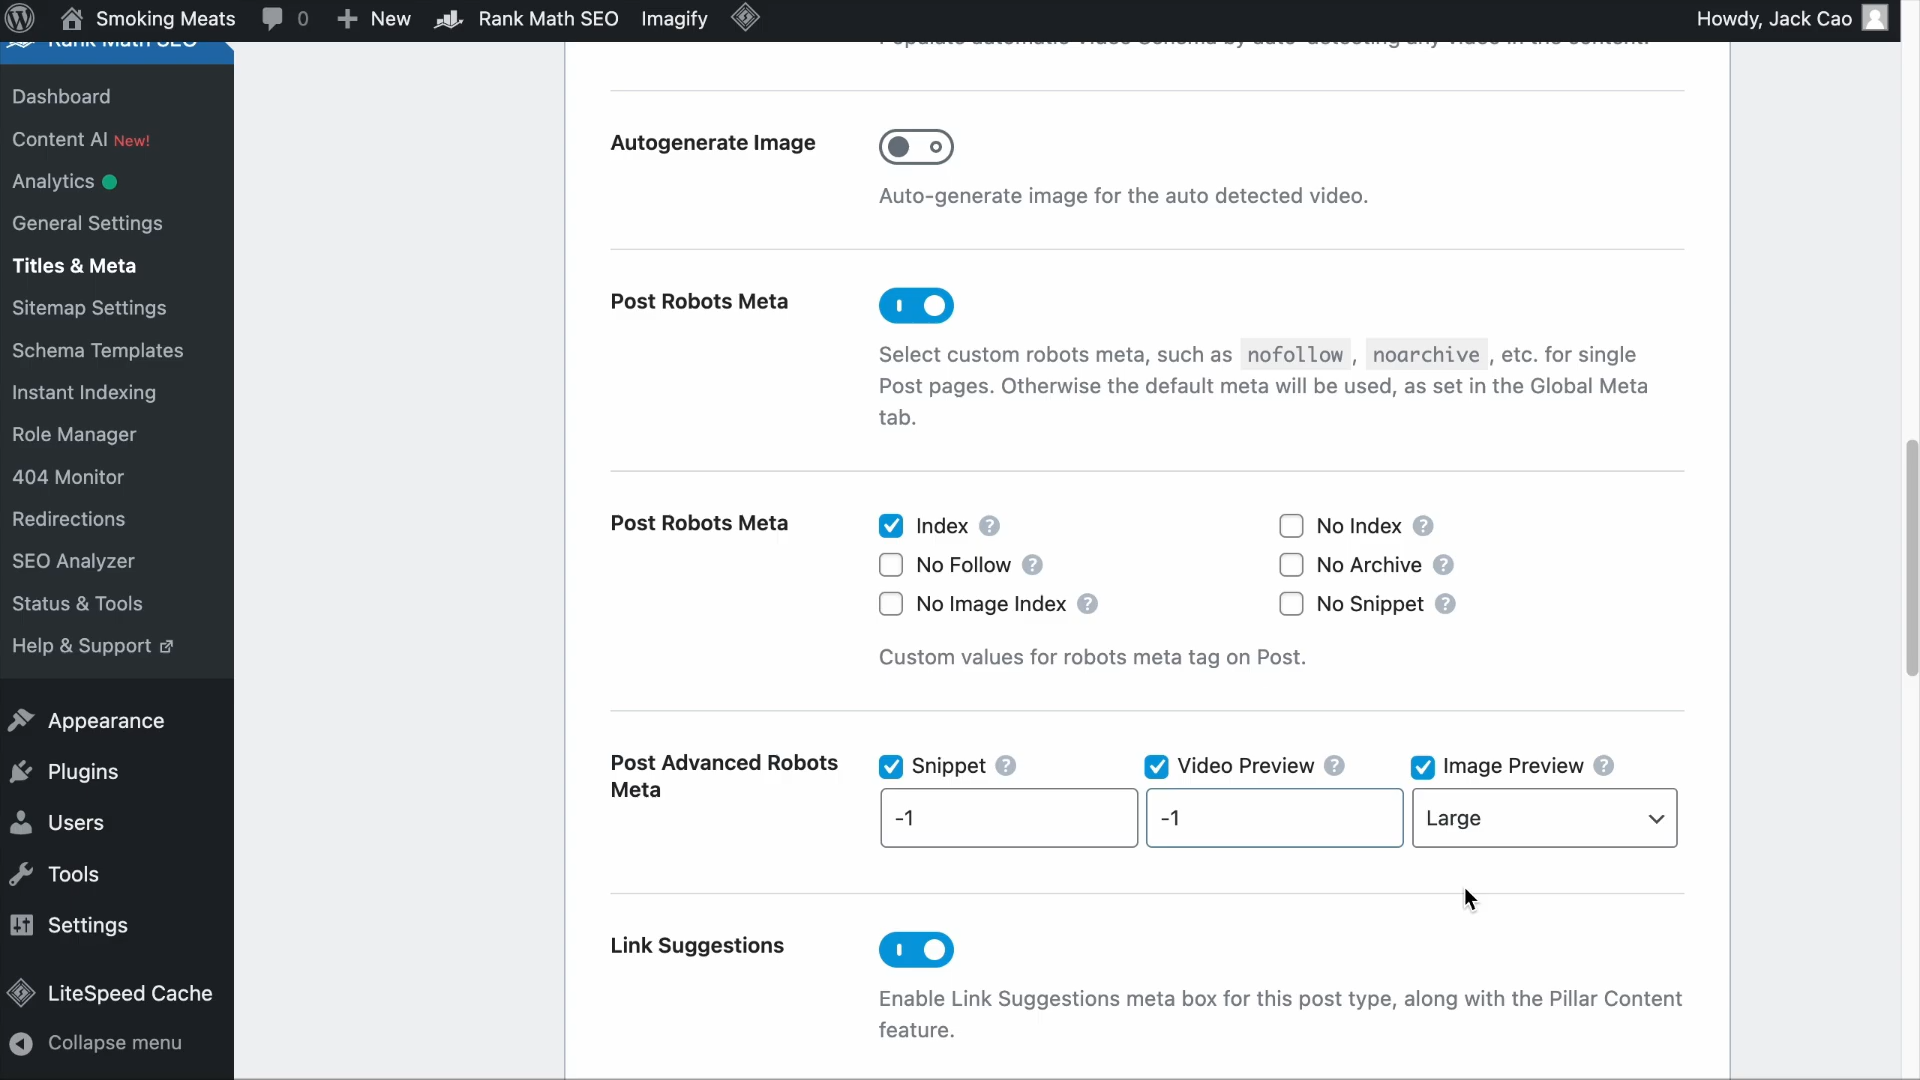 Smoking Meats
0
New
Rank Math SEO
Imagify
Howdy, Jack Cao
Rank Math SEO
Dashboard
Content AI New!
Analytics
General Settings
Titles & Meta
Sitemap Settings
Schema Templates
Instant Indexing
Role Manager
404 Monitor
Redirections
SEO Analyzer
Status & Tools
Help & Support
Appearance
Plugins
Users
Tools
Settings
LiteSpeed Cache
Collapse menu
Populate automatic Video Schema by auto-detecting any video in the content.
Autogenerate Image
Auto-generate image for the auto detected video.
Post Robots Meta
Select custom robots meta, such as nofollow, noarchive, etc. for single
Post pages. Otherwise the default meta will be used, as set in the Global Meta
tab.
Post Robots Meta
Index ?
No Index ?
No Follow ?
No Archive ?
No Image Index ?
No Snippet ?
Custom values for robots meta tag on Post.
Post Advanced Robots
Meta
Snippet ?
Video Preview ?
Image Preview ?
-1
-1
Large
Link Suggestions
Enable Link Suggestions meta box for this post type, along with the Pillar Content
feature.